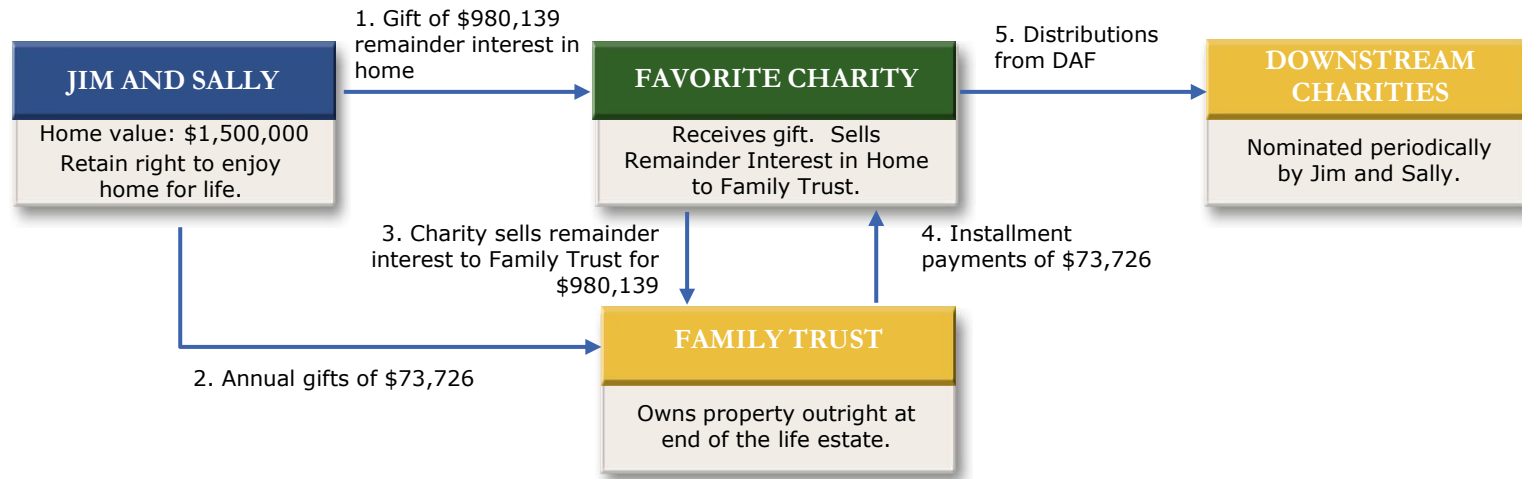 1. Gift of $980,139
remainder interest in
home
5. Distributions
from DAF
JIM AND SALLY
Home value: $1,500,000
Retain right to enjoy
home for life.
FAVORITE CHARITY
Receives gift.  Sells
Remainder Interest in Home
to Family Trust.
DOWNSTREAM
CHARITIES
Nominated periodically
by Jim and Sally.
3. Charity sells remainder
interest to Family Trust for
$980,139
4. Installment
payments of $73,726
2. Annual gifts of $73,726
FAMILY TRUST
Owns property outright at
end of the life estate.